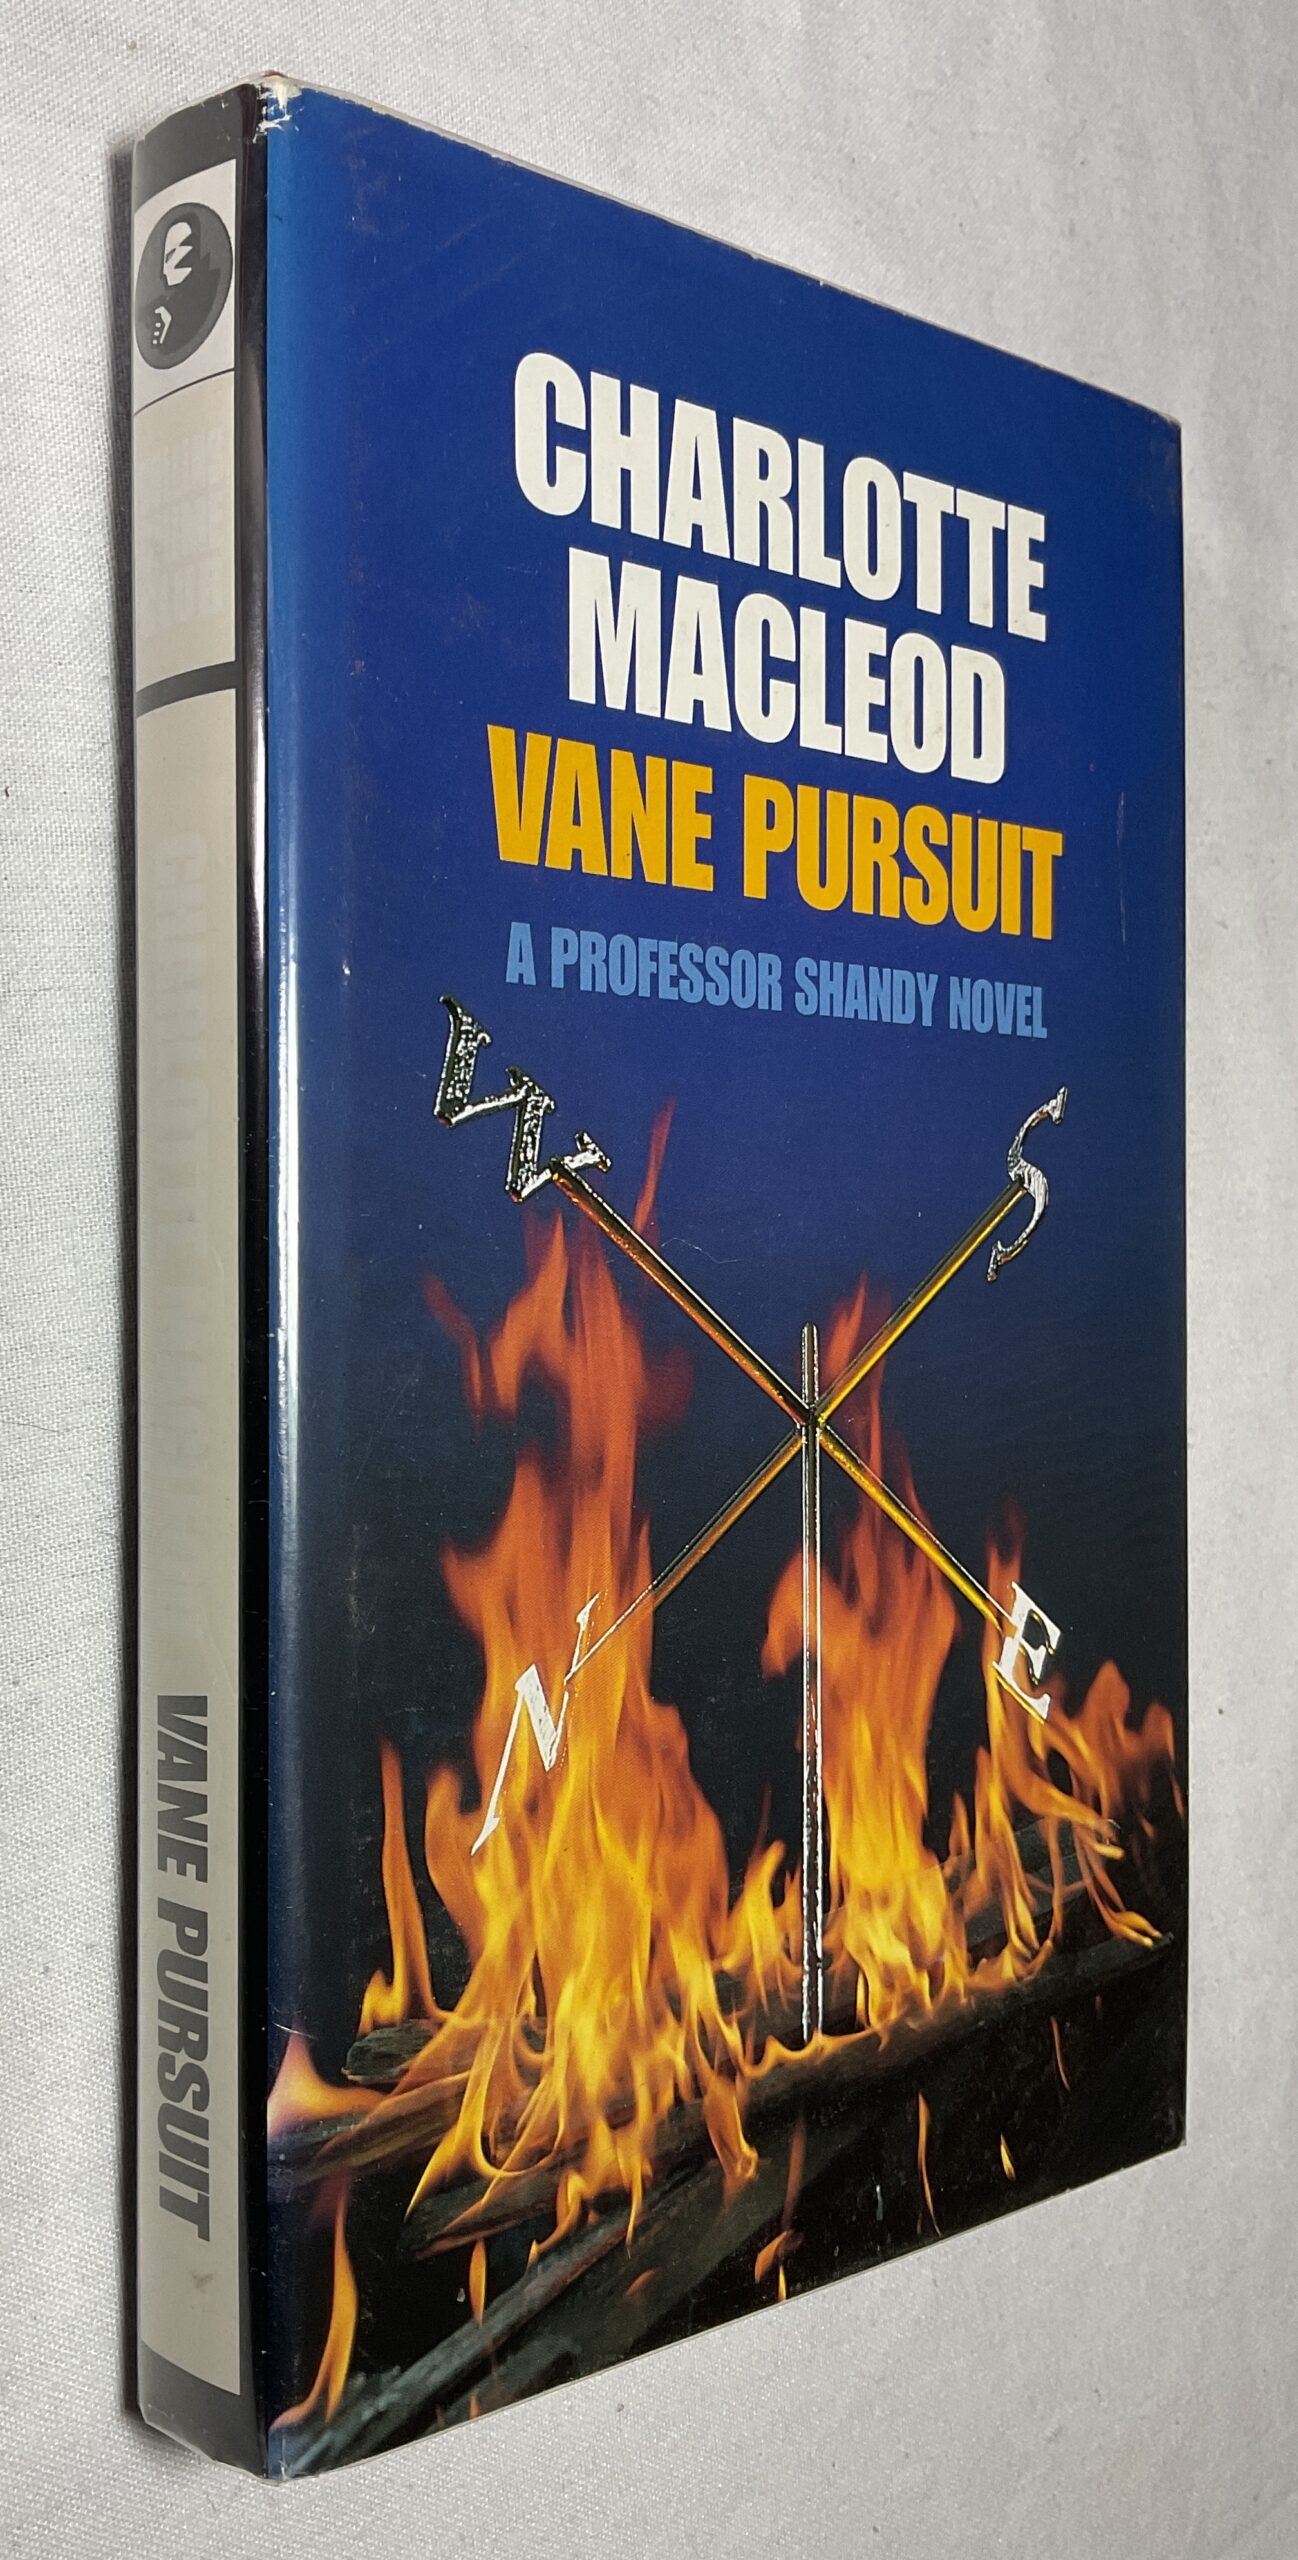 CHARLOTTE
MACLEOD
VANE PURSUIT
A PROFESSOR SHANDY NOVEL
W
S
N
E
VANE PURSUIT